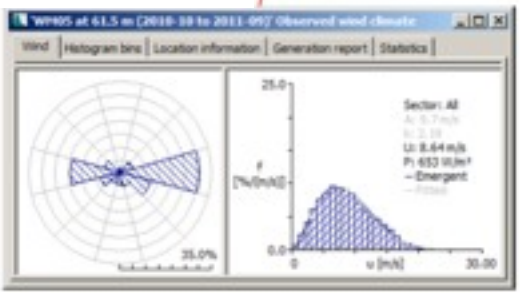 'WM05 at 61.5 m (2010-10 to 2011-09)' Observed wind climate
Wind Histogram bins Location information Generation report Statistics
35.0%
25.0
f
[%/(m/s)]
0.0
0 u [m/s] 30.00
Sector: All
A: 9.7 m/s
U: 8.64 m/s
P: 653 W/m²
Emergent
Fitted